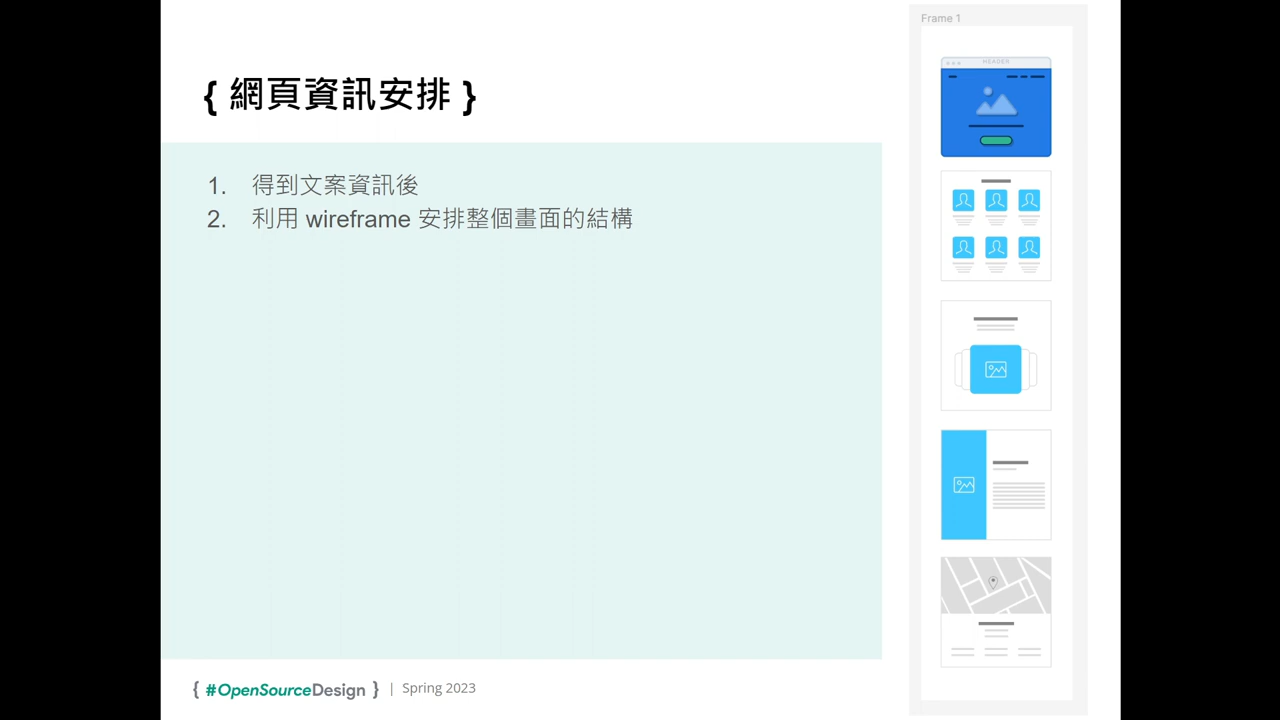 Frame 1
HEADER
{ 網頁資訊安排 }
1. 得到文案資訊後
2. 利用 wireframe 安排整個畫面的結構
{ #OpenSourceDesign } | Spring 2023